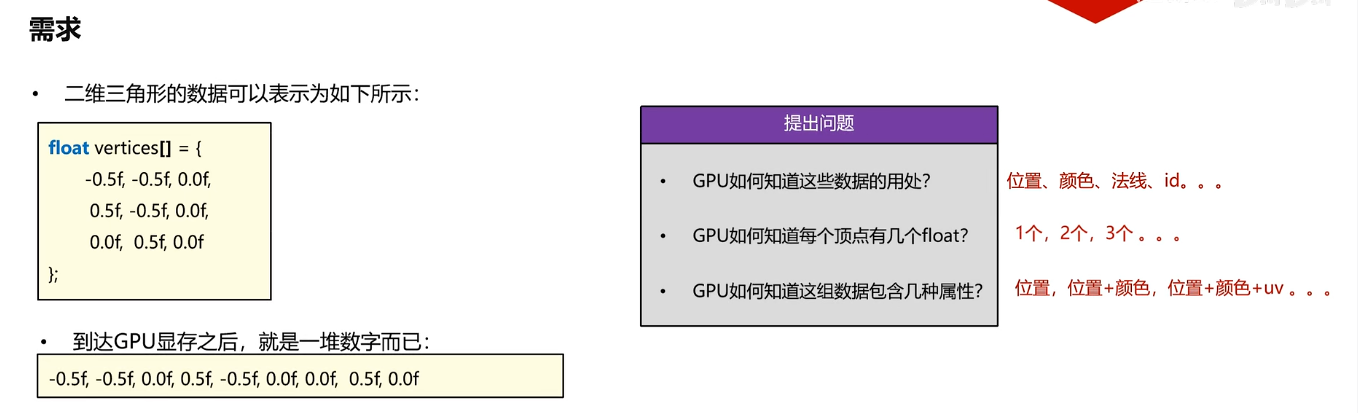 需求
• 二维三角形的数据可以表示为如下所示：
float vertices[] = {
-0.5f, -0.5f, 0.0f,
0.5f, -0.5f, 0.0f,
0.0f, 0.5f, 0.0f
};
• 到达GPU显存之后，就是一堆数字而已：
-0.5f, -0.5f, 0.0f, 0.5f, -0.5f, 0.0f, 0.0f, 0.5f, 0.0f
提出问题
• GPU如何知道这些数据的用处？ 位置、颜色、法线、id。。。
• GPU如何知道每个顶点有几个float？ 1个，2个，3个 。。。
• GPU如何知道这组数据包含几种属性？ 位置，位置+颜色，位置+颜色+uv 。。。